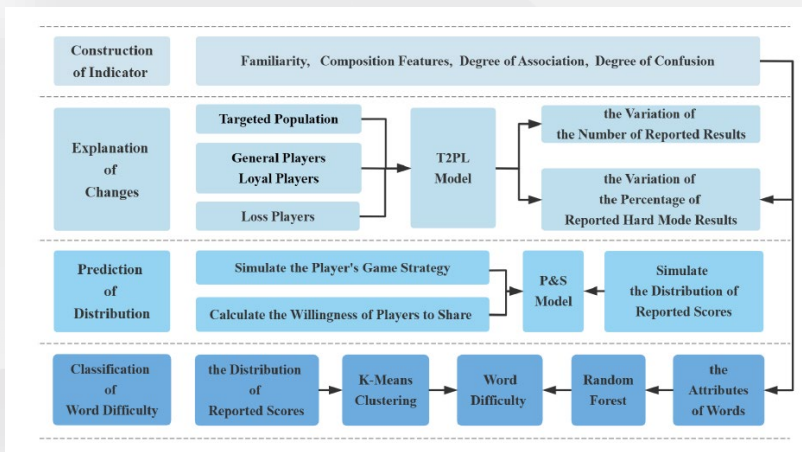 Construction
of Indicator
Familiarity, Composition Features, Degree of Association, Degree of Confusion
Explanation
of
Changes
Targeted Population
General Players
Loyal Players
Loss Players
T2PL
Model
the Variation of
the Number of Reported Results
the Variation of
the Percentage of
Reported Hard Mode Results
Prediction
of
Distribution
Simulate the Player's Game Strategy
Calculate the Willingness of Players to Share
P&S
Model
Simulate
the Distribution of
Reported Scores
Classification
of
Word Difficulty
the Distribution
of
Reported Scores
K-Means
Clustering
Word
Difficulty
Random
Forest
the
Attributes
of Words